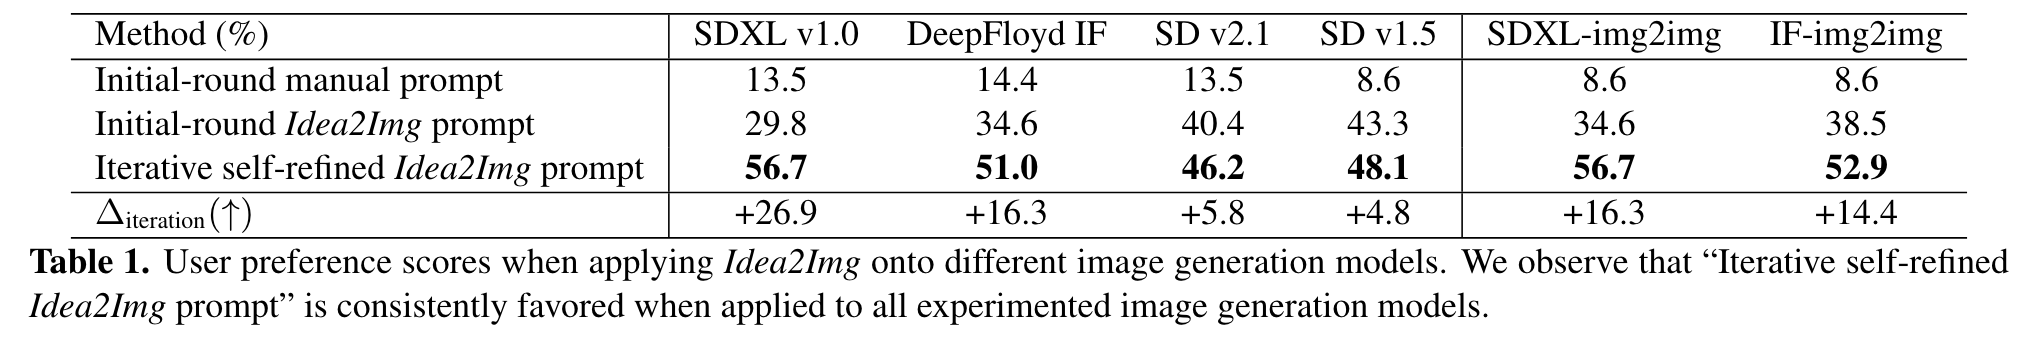 Method (%) SDXL v1.0 DeepFloyd IF SD v2.1 SD v1.5 SDXL-img2img IF-img2img
Initial-round manual prompt 13.5 14.4 13.5 8.6 8.6 8.6
Initial-round Idea2Img prompt 29.8 34.6 40.4 43.3 34.6 38.5
Iterative self-refined Idea2Img prompt 56.7 51.0 46.2 48.1 56.7 52.9
Δiteration(↑) +26.9 +16.3 +5.8 +4.8 +16.3 +14.4
Table 1. User preference scores when applying Idea2Img onto different image generation models. We observe that “Iterative self-refined
Idea2Img prompt” is consistently favored when applied to all experimented image generation models.